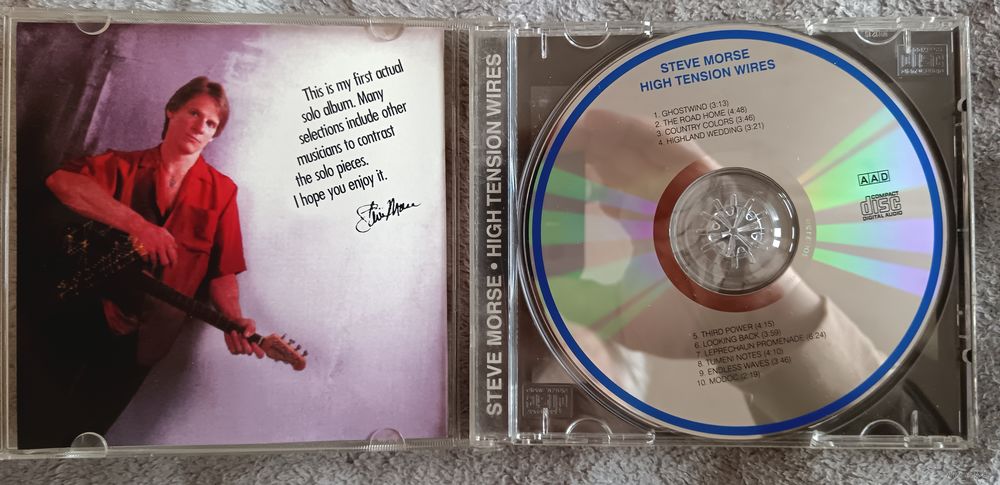 This is my first actual
solo album. Many
selections include other
musicians to contrast
the solo pieces.
I hope you enjoy it.
Steve Morse
STEVE MORSE • HIGH TENSION WIRES
STEVE MORSE
HIGH TENSION WIRES
1. GHOSTWIND (3:13)
2. THE ROAD HOME (4:48)
3. COUNTRY COLORS (3:46)
4. HIGHLAND WEDDING (3:21)
AAD
COMPACT
disc
DIGITAL AUDIO
5. THIRD POWER (4:15)
6. LOOKING BACK (3:59)
7. LEPRECHAUN PROMENADE (6:24)
8. TUMENI NOTES (4:10)
9. ENDLESS WAVES (3:46)
10. MODOC (2:19)